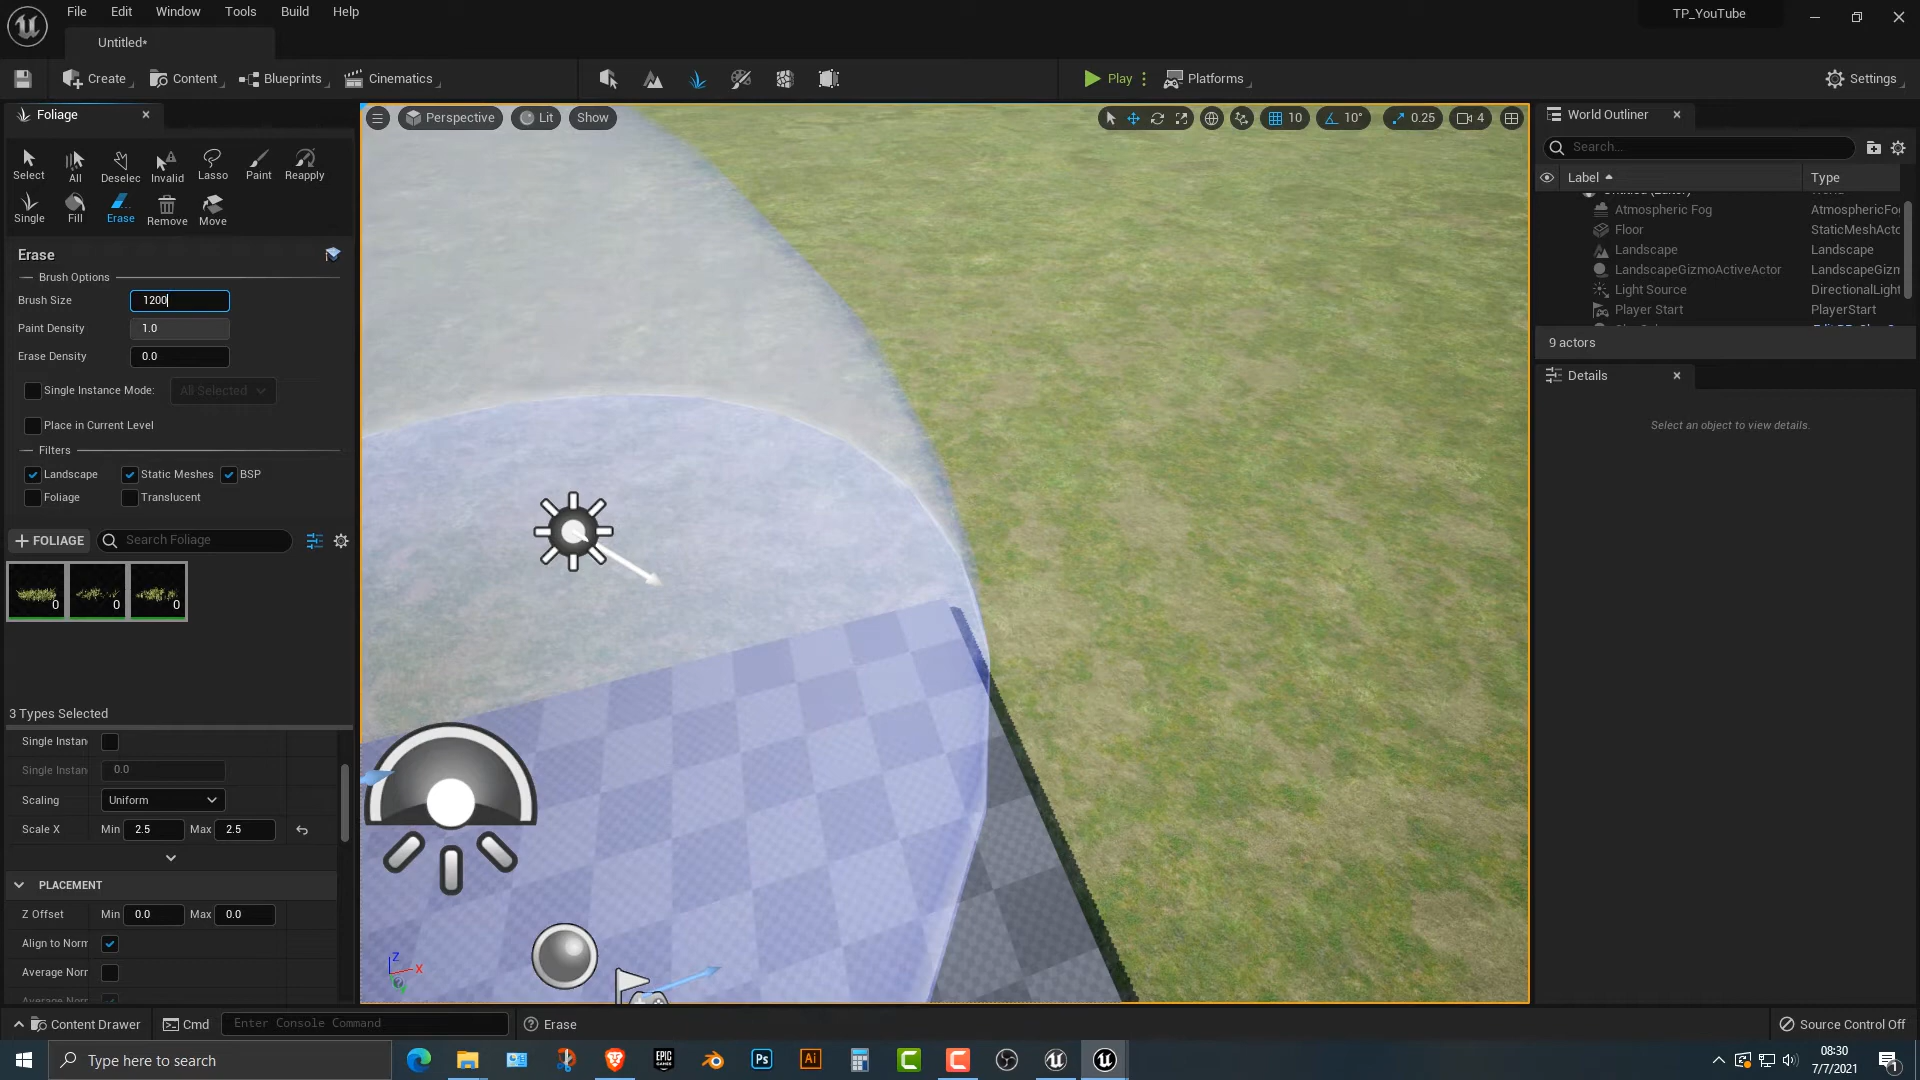 File Edit Window Tools Build Help
TP_YouTube
Untitled*
Create Content Blueprints Cinematics
Play Platforms
Settings
Foliage
Perspective Lit Show
10 10° 0.25 4
World Outliner
Search...
Select All Deselec Invalid Lasso Paint Reapply
Label Type
Single Fill Erase Remove Move
Atmospheric Fog AtmosphericFo
Floor StaticMeshActo
Landscape Landscape
LandscapeGizmoActiveActor LandscapeGizn
Light Source DirectionalLight
Player Start PlayerStart
9 actors
Erase
Brush Options
Brush Size 1200
Paint Density 1.0
Erase Density 0.0
Single Instance Mode: All Selected
Place in Current Level
Filters
Landscape Static Meshes BSP
Foliage Translucent
Details
Select an object to view details.
FOLIAGE Search Foliage
0 0 0
3 Types Selected
Single Instan
Single Instan 0.0
Scaling Uniform
Scale X Min 2.5 Max 2.5
PLACEMENT
Z Offset Min 0.0 Max 0.0
Align to Norm
Average Norr
Z X
Content Drawer Cmd Enter Console Command Erase
Source Control Off
Type here to search
EPIC GAMES
Ps Ai
08:30
7/7/2021
1